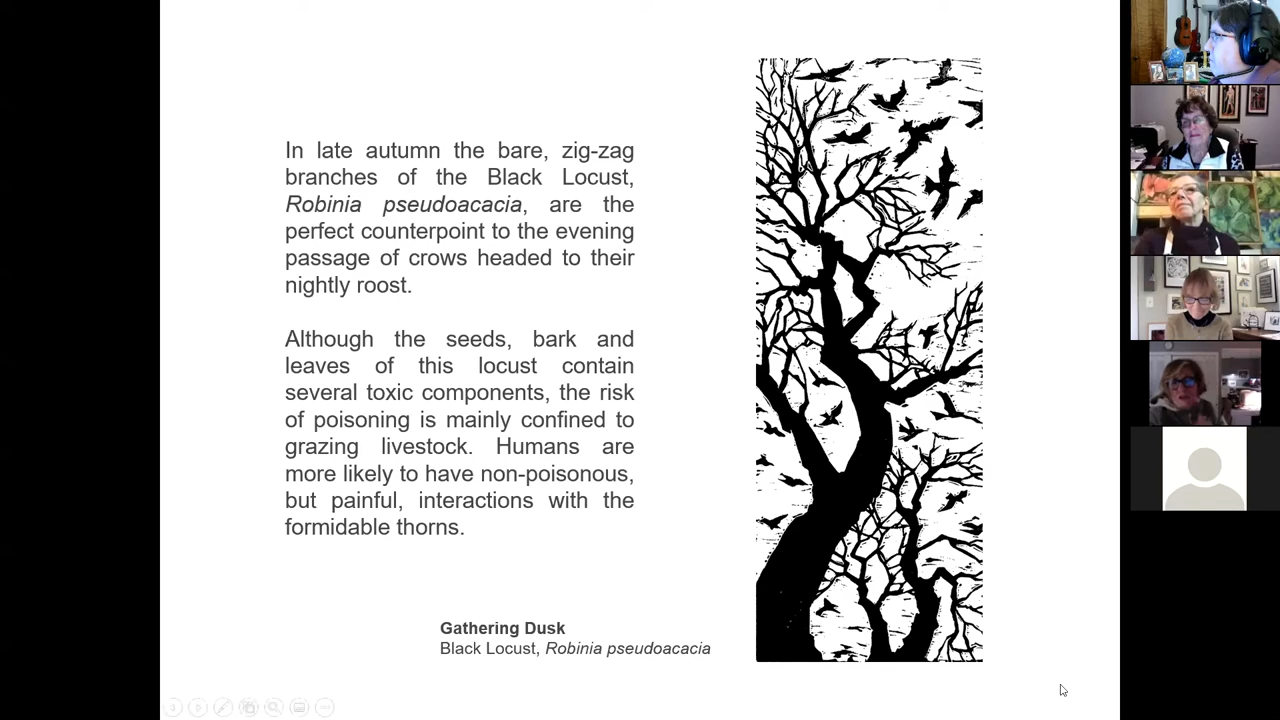 In late autumn the bare, zig-zag
branches of the Black Locust,
Robinia pseudoacacia, are the
perfect counterpoint to the evening
passage of crows headed to their
nightly roost.
Although the seeds, bark and
leaves of this locust contain
several toxic components, the risk
of poisoning is mainly confined to
grazing livestock. Humans are
more likely to have non-poisonous,
but painful, interactions with the
formidable thorns.
Gathering Dusk
Black Locust, Robinia pseudoacacia